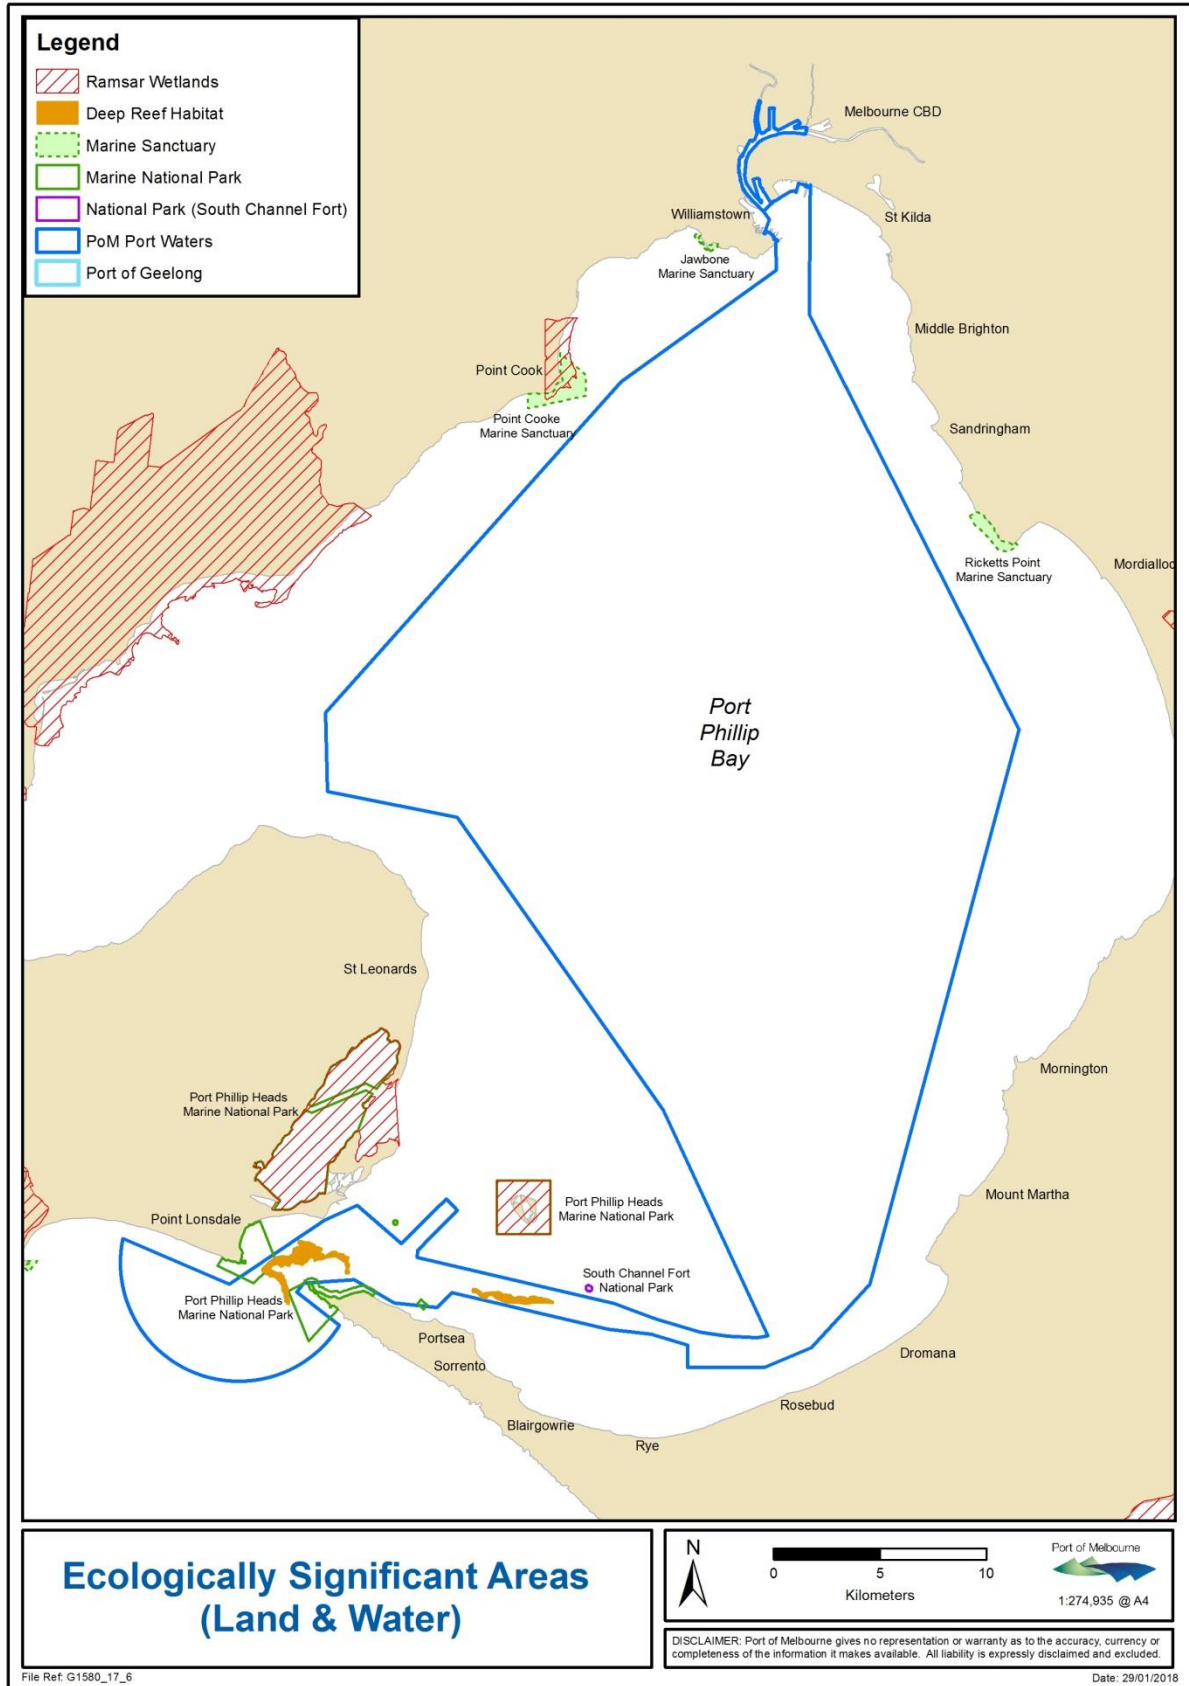 Legend
Ramsar Wetlands
Deep Reef Habitat
Marine Sanctuary
Marine National Park
National Park (South Channel Fort)
PoM Port Waters
Port of Geelong
Melbourne CBD
Williamstown
St Kilda
Jawbone
Marine Sanctuary
Middle Brighton
Point Cook
Point Cooke
Marine Sanctuary
Sandringham
Ricketts Point
Marine Sanctuary
Mordialloc
Port
Phillip
Bay
St Leonards
Mornington
Port Phillip Heads
Marine National Park
Mount Martha
Port Phillip Heads
Marine National Park
Point Lonsdale
South Channel Fort
National Park
Port Phillip Heads
Marine National Park
Portsea
Dromana
Sorrento
Rosebud
Blairgowrie
Rye
Ecologically Significant Areas
(Land & Water)
N
0 5 10
Kilometers
Port of Melbourne
1:274,935 @ A4
DISCLAIMER: Port of Melbourne gives no representation or warranty as to the accuracy, currency or
completeness of the information it makes available. All liability is expressly disclaimed and excluded.
File Ref: G1580_17_6
Date: 29/01/2018